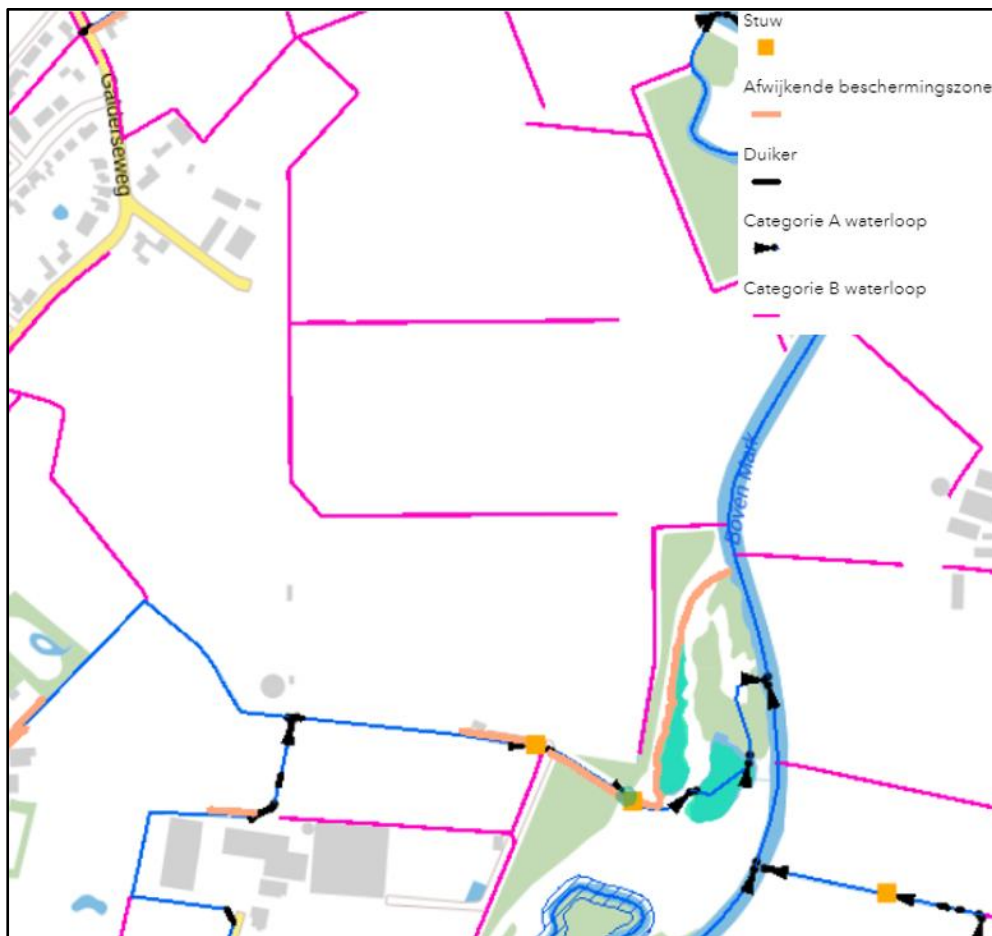 Stuw
Afwijkende beschermingszone
Duiker
Categorie A waterloop
Categorie B waterloop
Galderseweg
Boven Mark